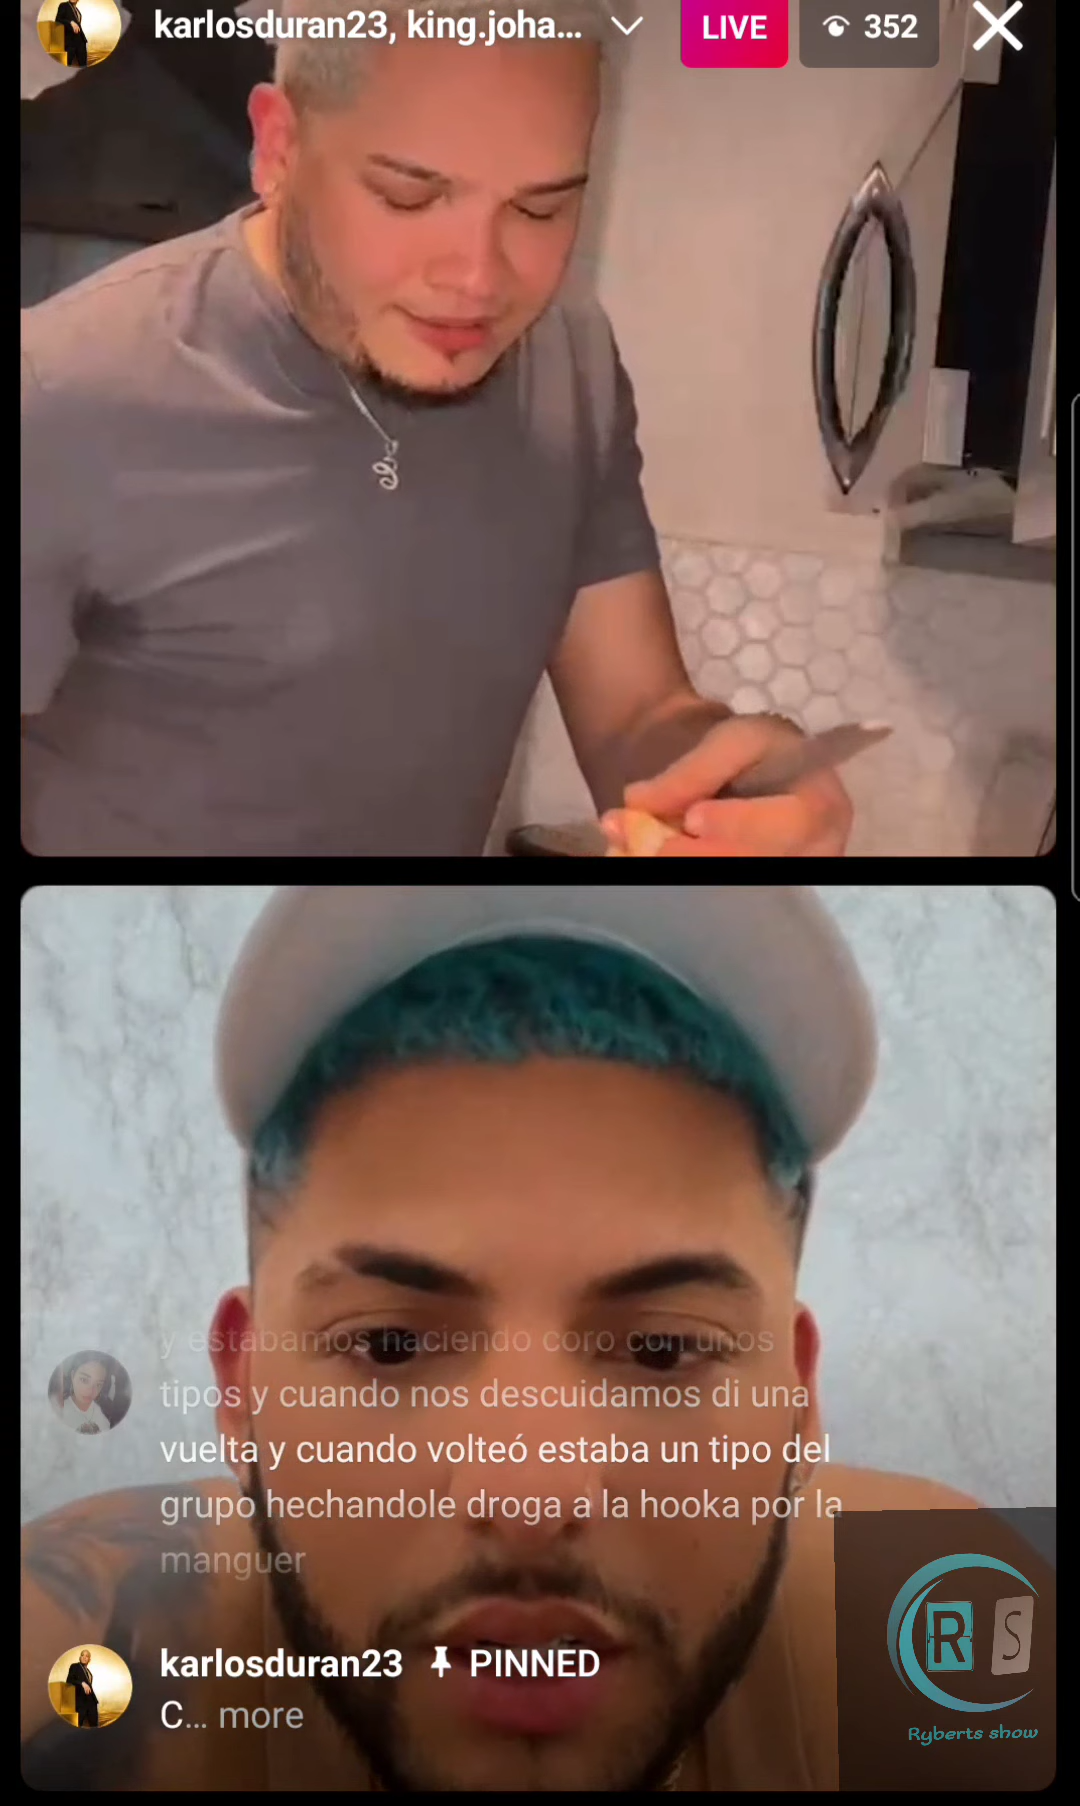 karlosduran23, king.joha...
LIVE
352
y estabamos haciendo coro con unos
tipos y cuando nos descuidamos di una
vuelta y cuando volteó estaba un tipo del
grupo hechandole droga a la hooka por la
manguer
karlosduran23 PINNED
C... more
R S
Ryberts show